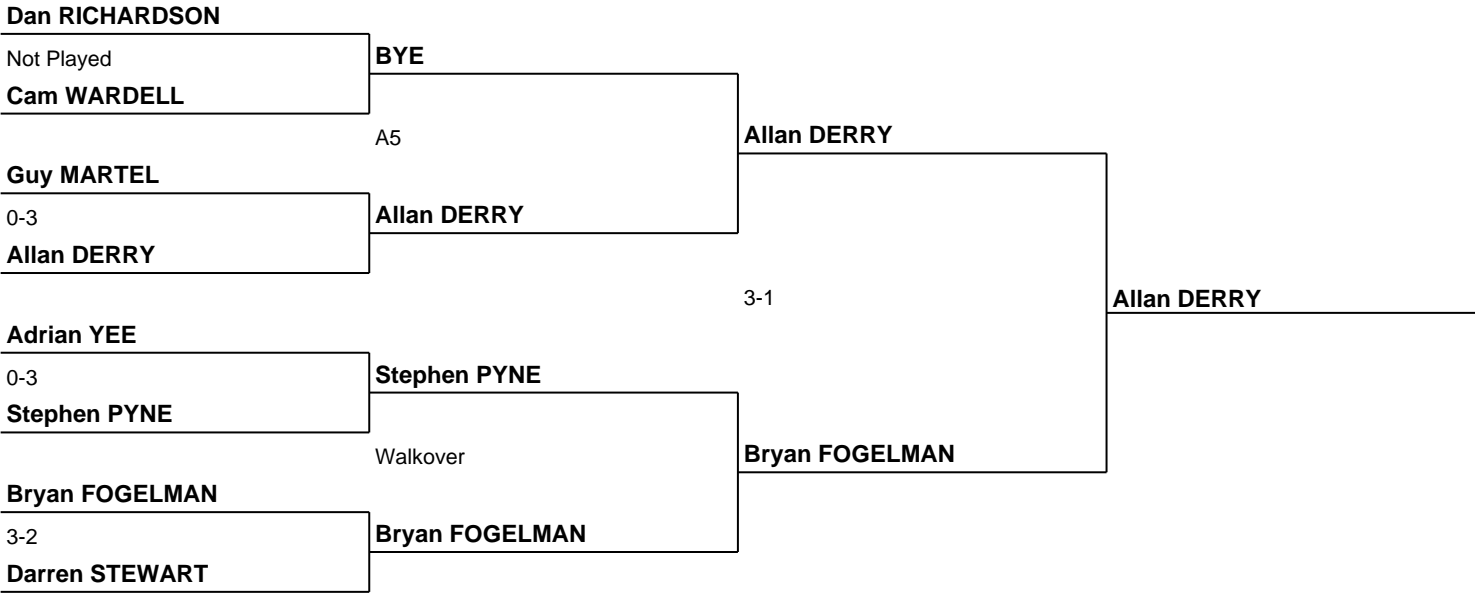 Dan RICHARDSON
Not Played
BYE
Cam WARDELL
A5
Allan DERRY
Guy MARTEL
0-3
Allan DERRY
Allan DERRY
3-1
Allan DERRY
Adrian YEE
0-3
Stephen PYNE
Stephen PYNE
Walkover
Bryan FOGELMAN
Bryan FOGELMAN
3-2
Bryan FOGELMAN
Darren STEWART